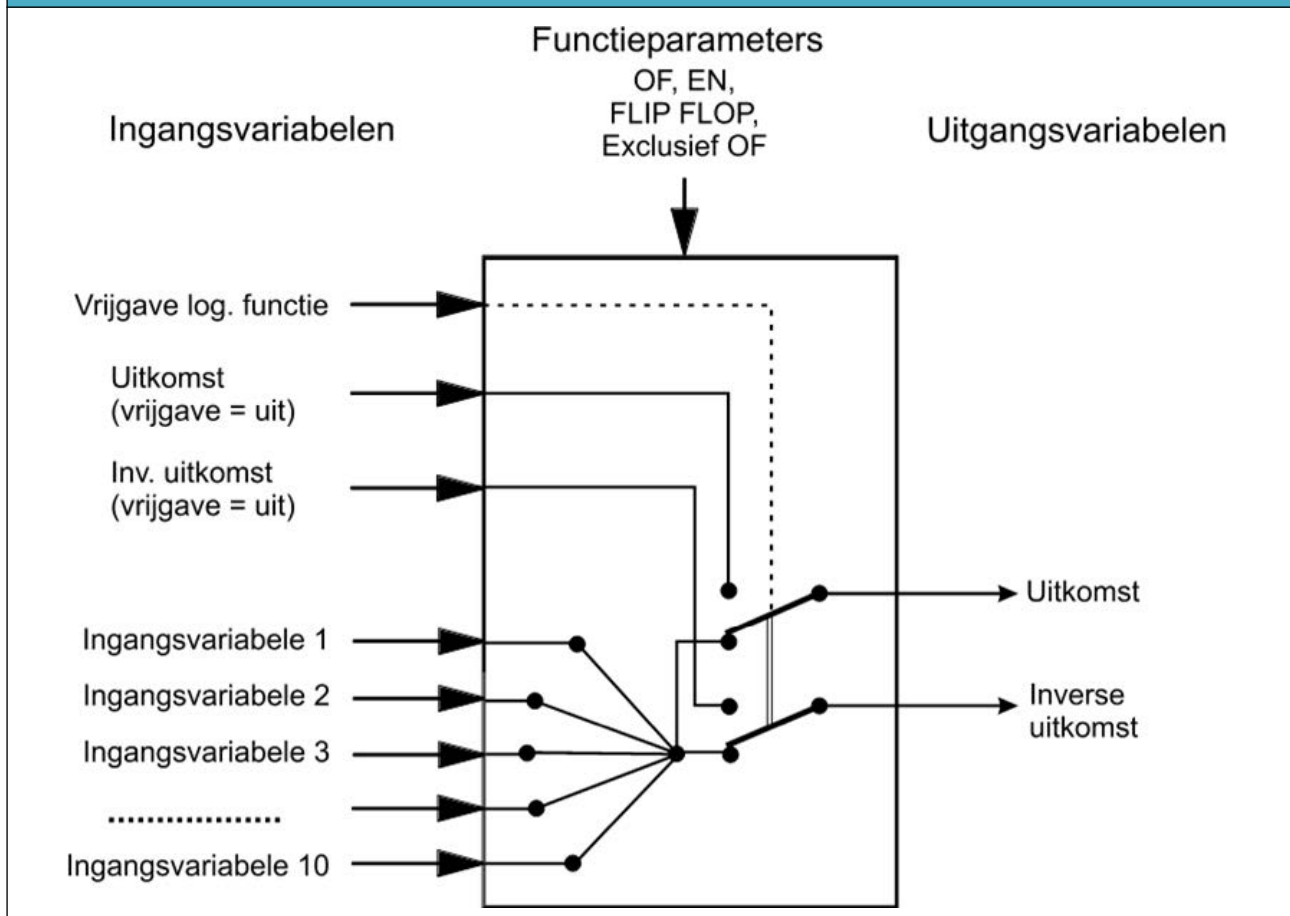 Functieparameters
OF, EN,
FLIP FLOP,
Exclusief OF
Ingangsvariabelen
Uitgangsvariabelen
Vrijgave log. functie
Uitkomst
(vrijgave = uit)
Inv. uitkomst
(vrijgave = uit)
Ingangsvariabele 1
Ingangsvariabele 2
Ingangsvariabele 3
..................
Ingangsvariabele 10
Uitkomst
Inverse
uitkomst